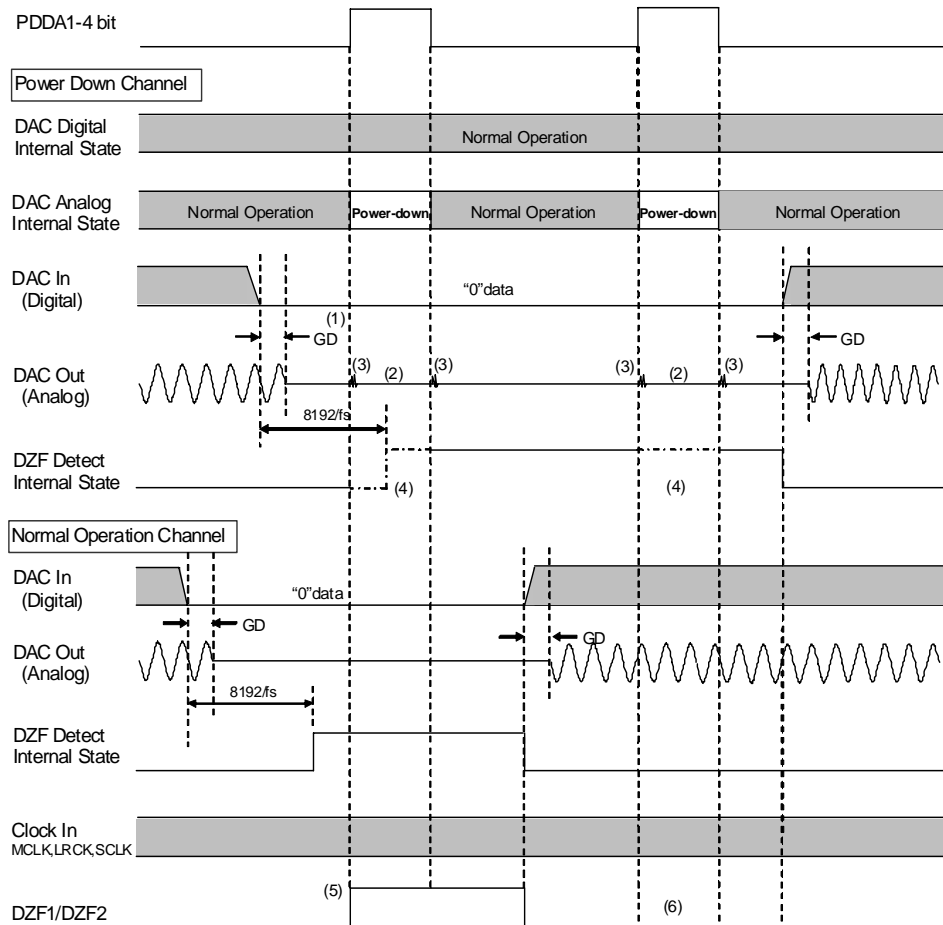 PDDA1-4 bit
Power Down Channel
DAC Digital
Internal State
Normal Operation
DAC Analog
Internal State
Normal Operation
Power-down
Normal Operation
Power-down
Normal Operation
DAC In
(Digital)
“0”data
(1)
GD
GD
DAC Out
(Analog)
(3)
(2)
(3)
(3)
(2)
(3)
8192/fs
DZF Detect
Internal State
(4)
(4)
Normal Operation Channel
DAC In
(Digital)
“0”data
GD
GD
DAC Out
(Analog)
8192/fs
DZF Detect
Internal State
Clock In
MCLK,LRCK,SCLK
(5)
(6)
DZF1/DZF2